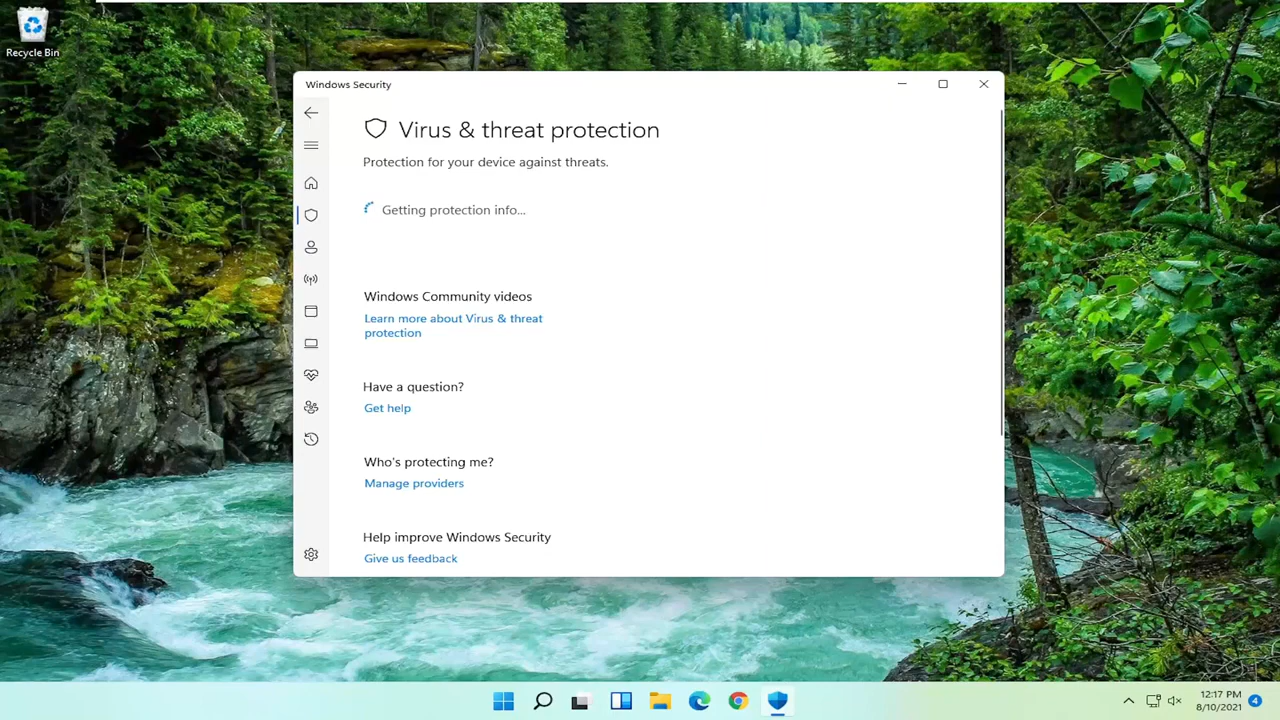 Recycle Bin
Windows Security
Virus & threat protection
Protection for your device against threats.
Getting protection info...
Windows Community videos
Learn more about Virus & threat
protection
Have a question?
Get help
Who's protecting me?
Manage providers
Help improve Windows Security
Give us feedback
12:17 PM
8/10/2021
4